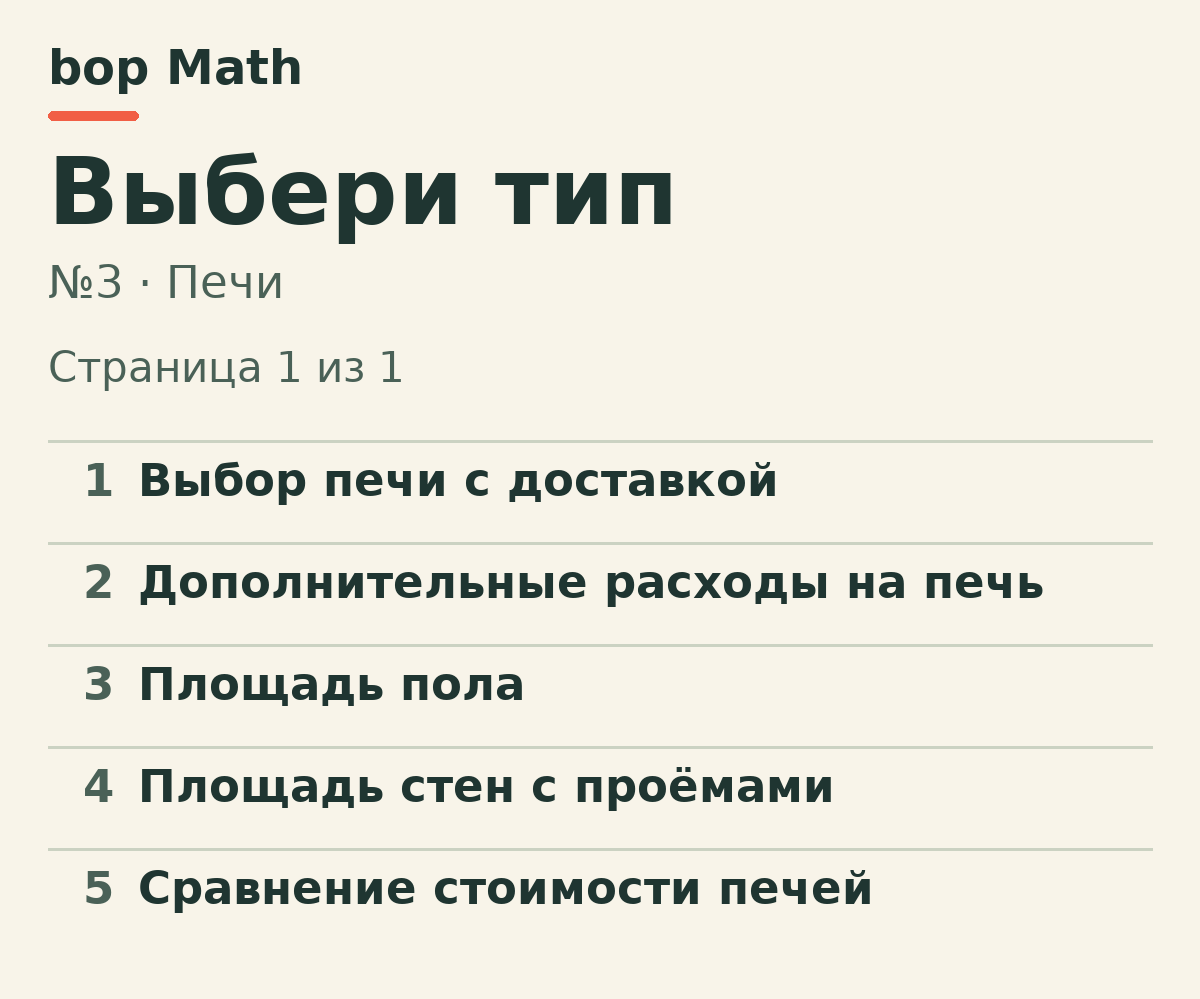 bop Math
Выбери тип
№3 · Печи
Страница 1 из 1
1 Выбор печи с доставкой
2 Дополнительные расходы на печь
3 Площадь пола
4 Площадь стен с проёмами
5 Сравнение стоимости печей